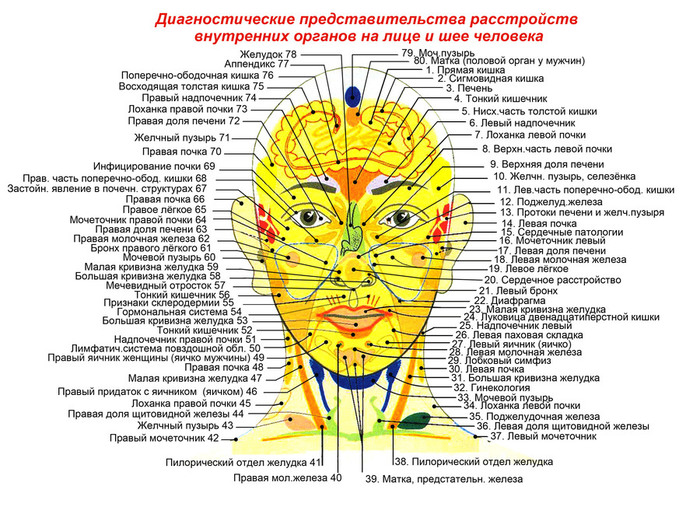 Диагностические представительства расстройств
внутренних органов на лице и шее человека
Желудок 78
Аппендикс 77
Поперечно-ободочная кишка 76
Восходящая толстая кишка 75
Правый надпочечник 74
Лоханка правой почки 73
Правая доля печени 72
Желчный пузырь 71
Правая почка 70
Инфицирование почки 69
Прав. часть поперечно-обод. кишки 68
Застойн. явление в почечн. структурах 67
Правая почка 66
Правое лёгкое 65
Мочеточник правой почки 64
Правая доля печени 63
Правая молочная железа 62
Бронх правого лёгкого 61
Мочевой пузырь 60
Малая кривизна желудка 59
Большая кривизна желудка 58
Мечевидный отросток 57
Тонкий кишечник 56
Признаки склеродермии 55
Гормональная система 54
Большая кривизна желудка 53
Тонкий кишечник 52
Надпочечник правой почки 51
Лимфатич.система повздошной обл. 50
Правый яичник женщины (яичко мужчины) 49
Правая почка 48
Малая кривизна желудка 47
Правый придаток с яичником (яичком) 46
Лоханка правой почки 45
Правая доля щитовидной железы 44
Желчный пузырь 43
Правый мочеточник 42
Пилорический отдел желудка 41
Правая мол.железа 40
79. Моч.пузырь
80. Матка (половой орган у мужчин)
1. Прямая кишка
2. Сигмовидная кишка
3. Печень
4. Тонкий кишечник
5. Нисх.часть толстой кишки
6. Левый надпочечник
7. Лоханка левой почки
8. Верхн.часть левой почки
9. Верхняя доля печени
10. Желчн. пузырь, селезёнка
11. Лев.часть поперечно-обод. кишки
12. Поджелуд.железа
13. Протоки печени и желч.пузыря
14. Левая почка
15. Сердечные патологии
16. Мочеточник левый
17. Левая доля печени
18. Левая молочная железа
19. Левое лёгкое
20. Сердечное расстройство
21. Левый бронх
22. Диафрагма
23. Малая кривизна желудка
24. Луковица двенадцатиперстной кишки
25. Надпочечник левый
26. Левая паховая складка
27. Левый яичник (яичко)
28. Левая молочная железа
29. Лобковый симфиз
30. Левая почка
31. Большая кривизна желудка
32. Гинекология
33. Мочевой пузырь
34. Лоханка левой почки
35. Поджелудочная железа
36. Левая доля щитовидной железы
37. Левый мочеточник
38. Пилорический отдел желудка
39. Матка, предстательн. железа